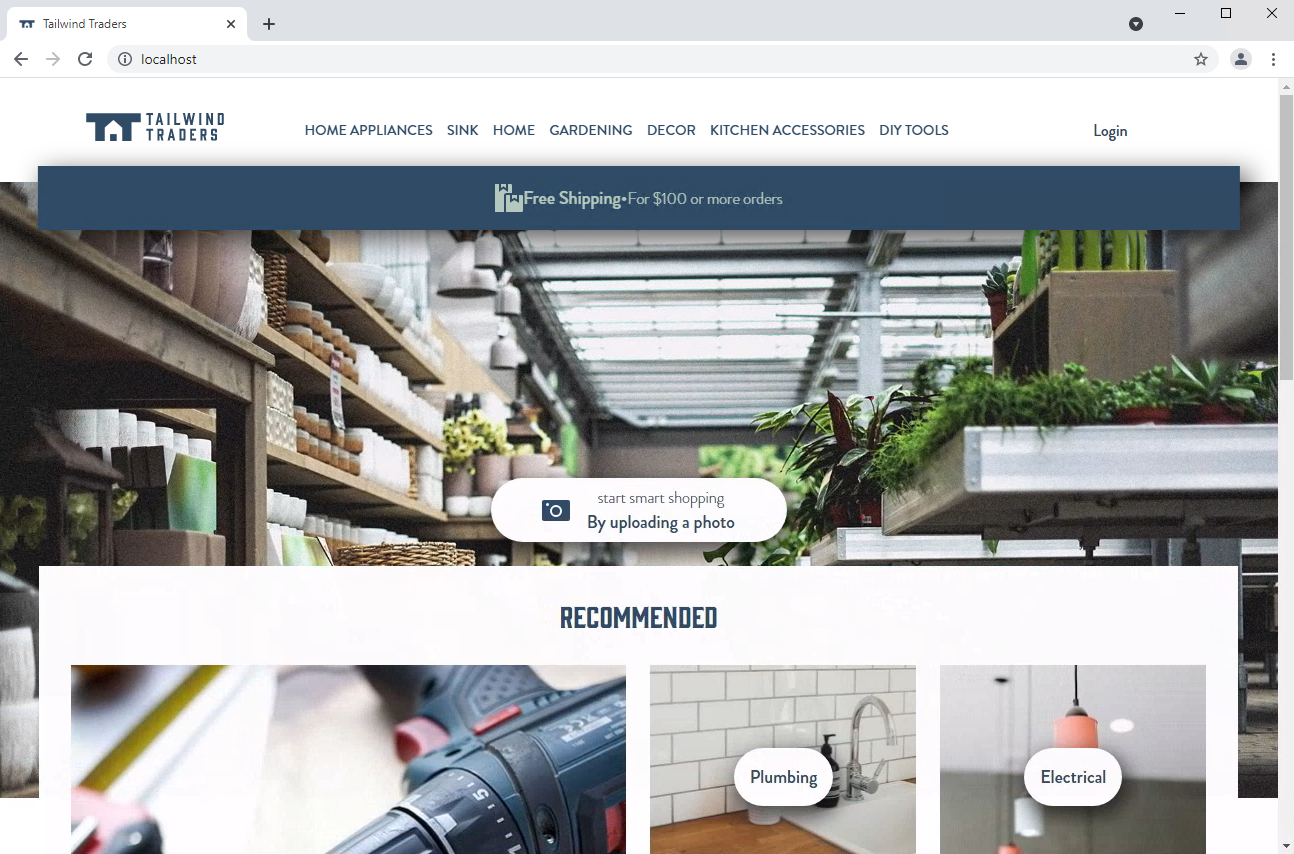 Tailwind Traders
localhost
TAILWIND
TRADERS
HOME APPLIANCES SINK HOME GARDENING DECOR KITCHEN ACCESSORIES DIY TOOLS
Login
Free Shipping•For $100 or more orders
start smart shopping
By uploading a photo
RECOMMENDED
5
Plumbing
Electrical